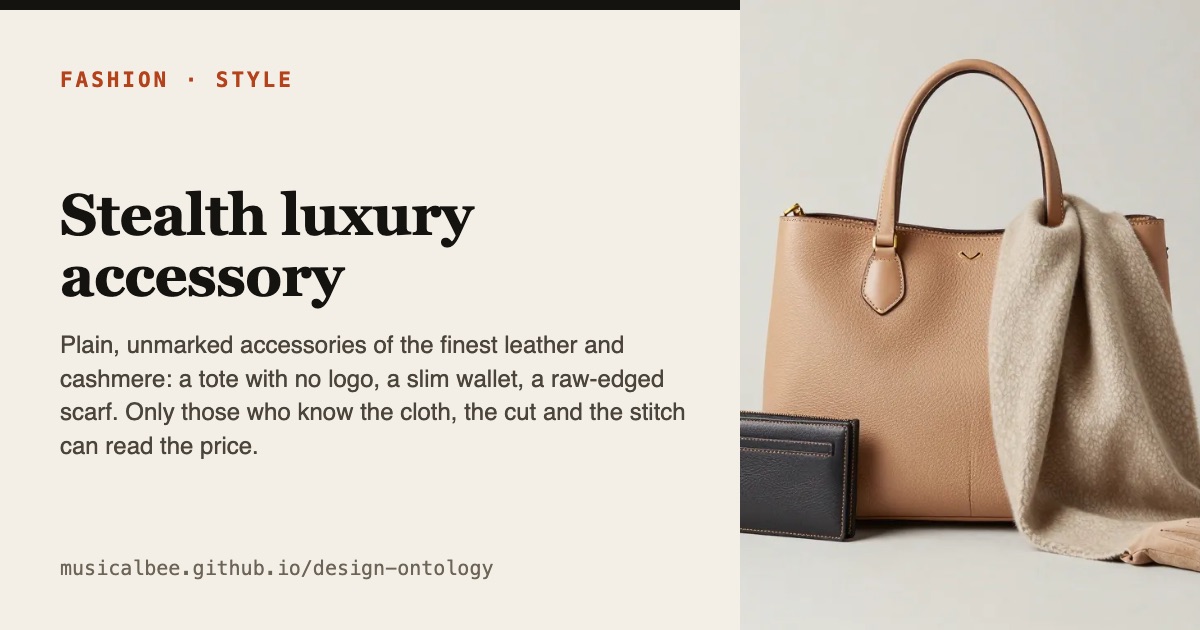 FASHION · STYLE
Stealth luxury
accessory
Plain, unmarked accessories of the finest leather and
cashmere: a tote with no logo, a slim wallet, a raw-edged
scarf. Only those who know the cloth, the cut and the stitch
can read the price.
musicalbee.github.io/design-ontology